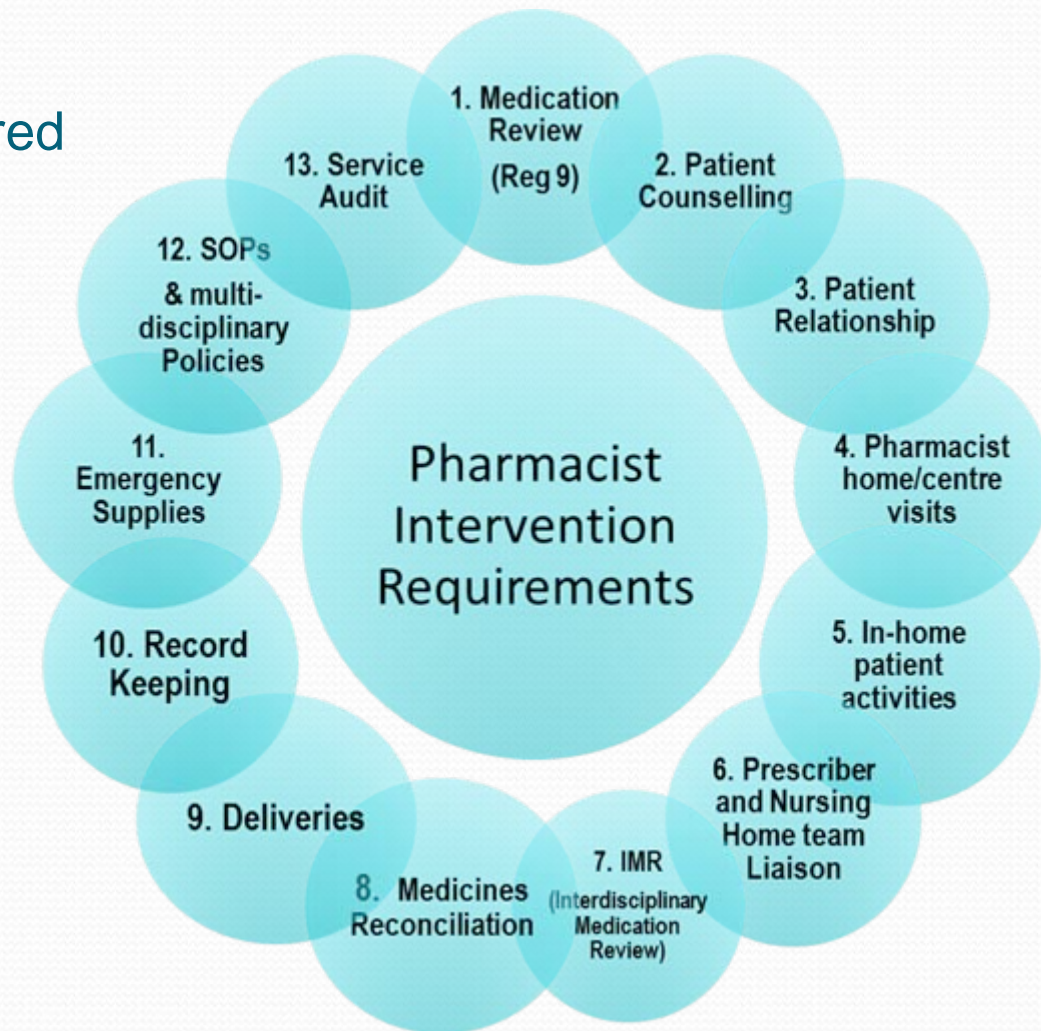 1. Medication
Review
(Reg 9)
2. Patient
Counselling
3. Patient
Relationship
4. Pharmacist
home/centre
visits
5. In-home
patient
activities
6. Prescriber
and Nursing
Home team
Liaison
7. IMR
(Interdisciplinary
Medication
Review)
8. Medicines
Reconciliation
9. Deliveries
10. Record
Keeping
11.
Emergency
Supplies
12. SOPs
& multi-
disciplinary
Policies
13. Service
Audit
Pharmacist
Intervention
Requirements